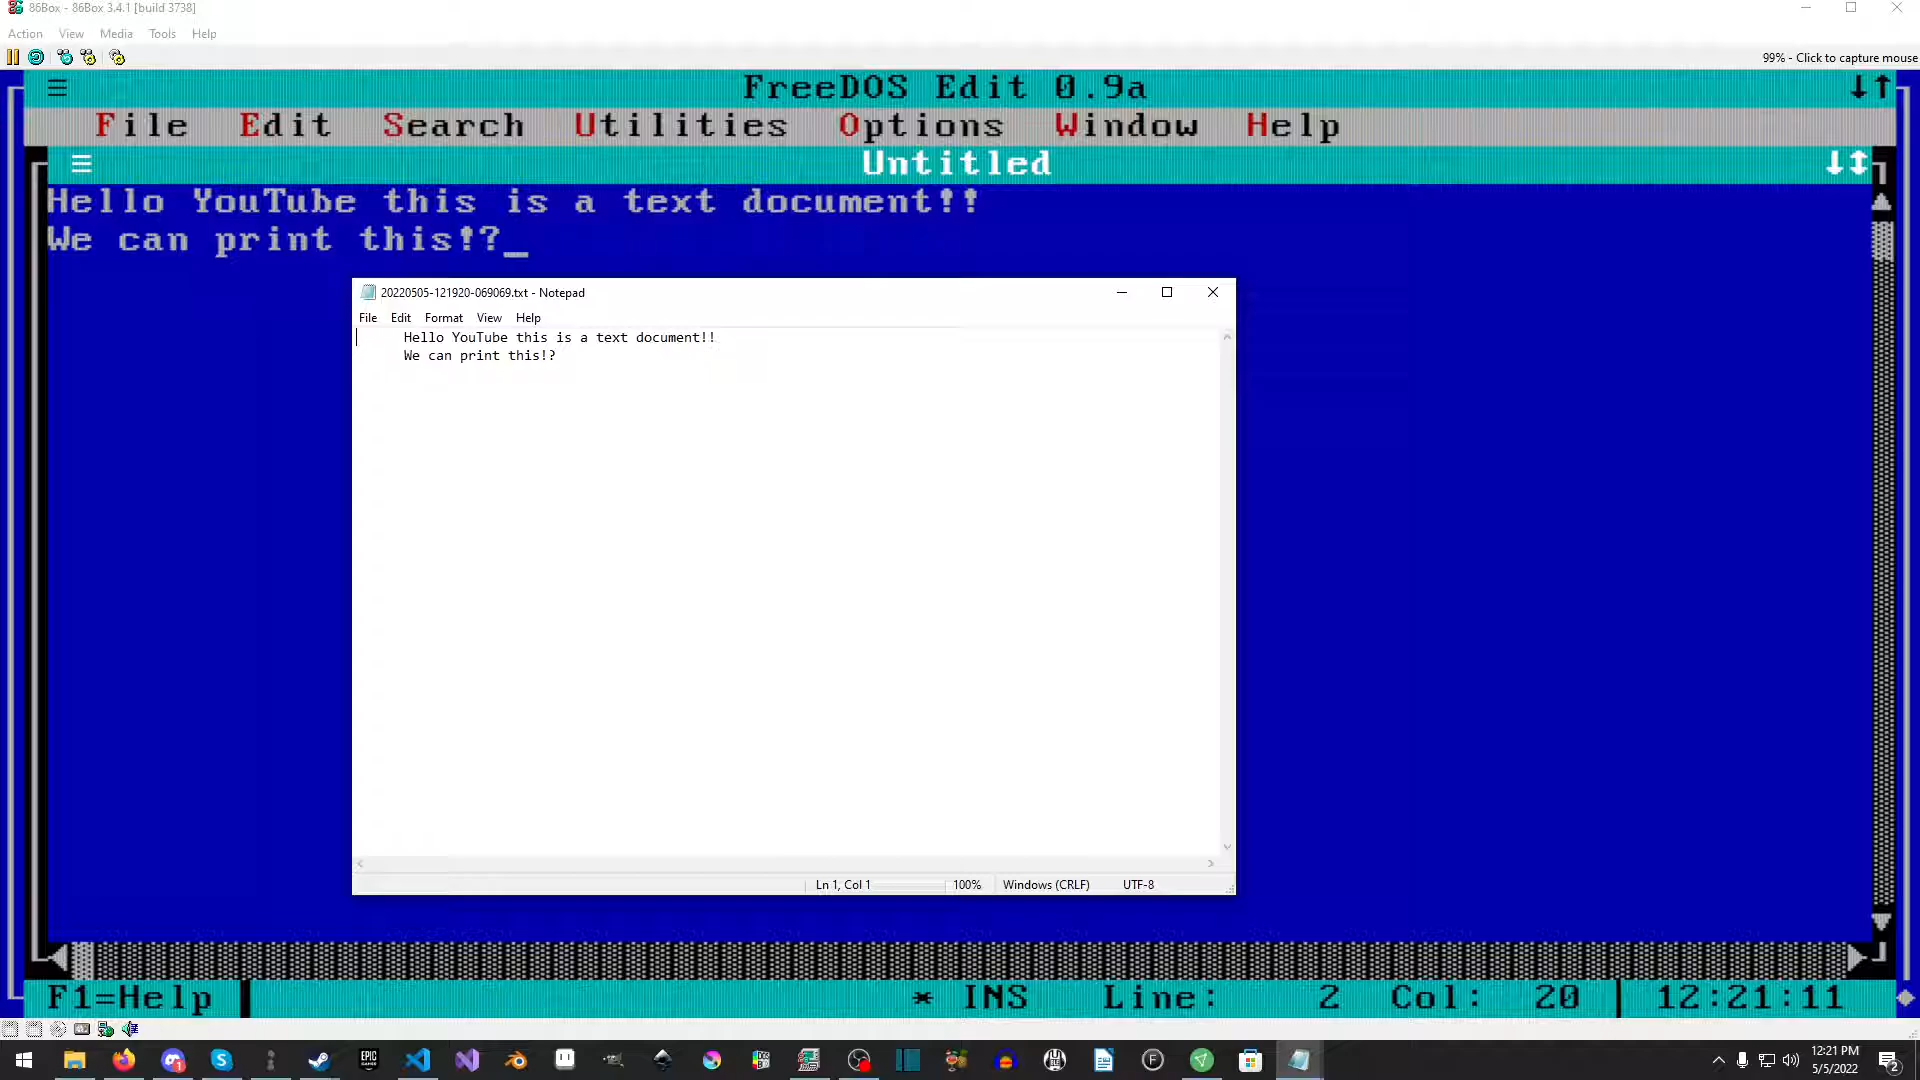 86Box - 86Box 3.4.1 [build 3738]
Action View Media Tools Help
99% - Click to capture mouse
FreeDOS Edit 0.9a
File Edit Search Utilities Options Window Help
Untitled
Hello YouTube this is a text document!!
We can print this!?_
20220505-121920-069069.txt - Notepad
File Edit Format View Help
Hello YouTube this is a text document!!
We can print this!?
Ln 1, Col 1 100% Windows (CRLF) UTF-8
F1=Help * INS Line: 2 Col: 20 12:21:11
EPIC GAMES
12:21 PM
5/5/2022
2